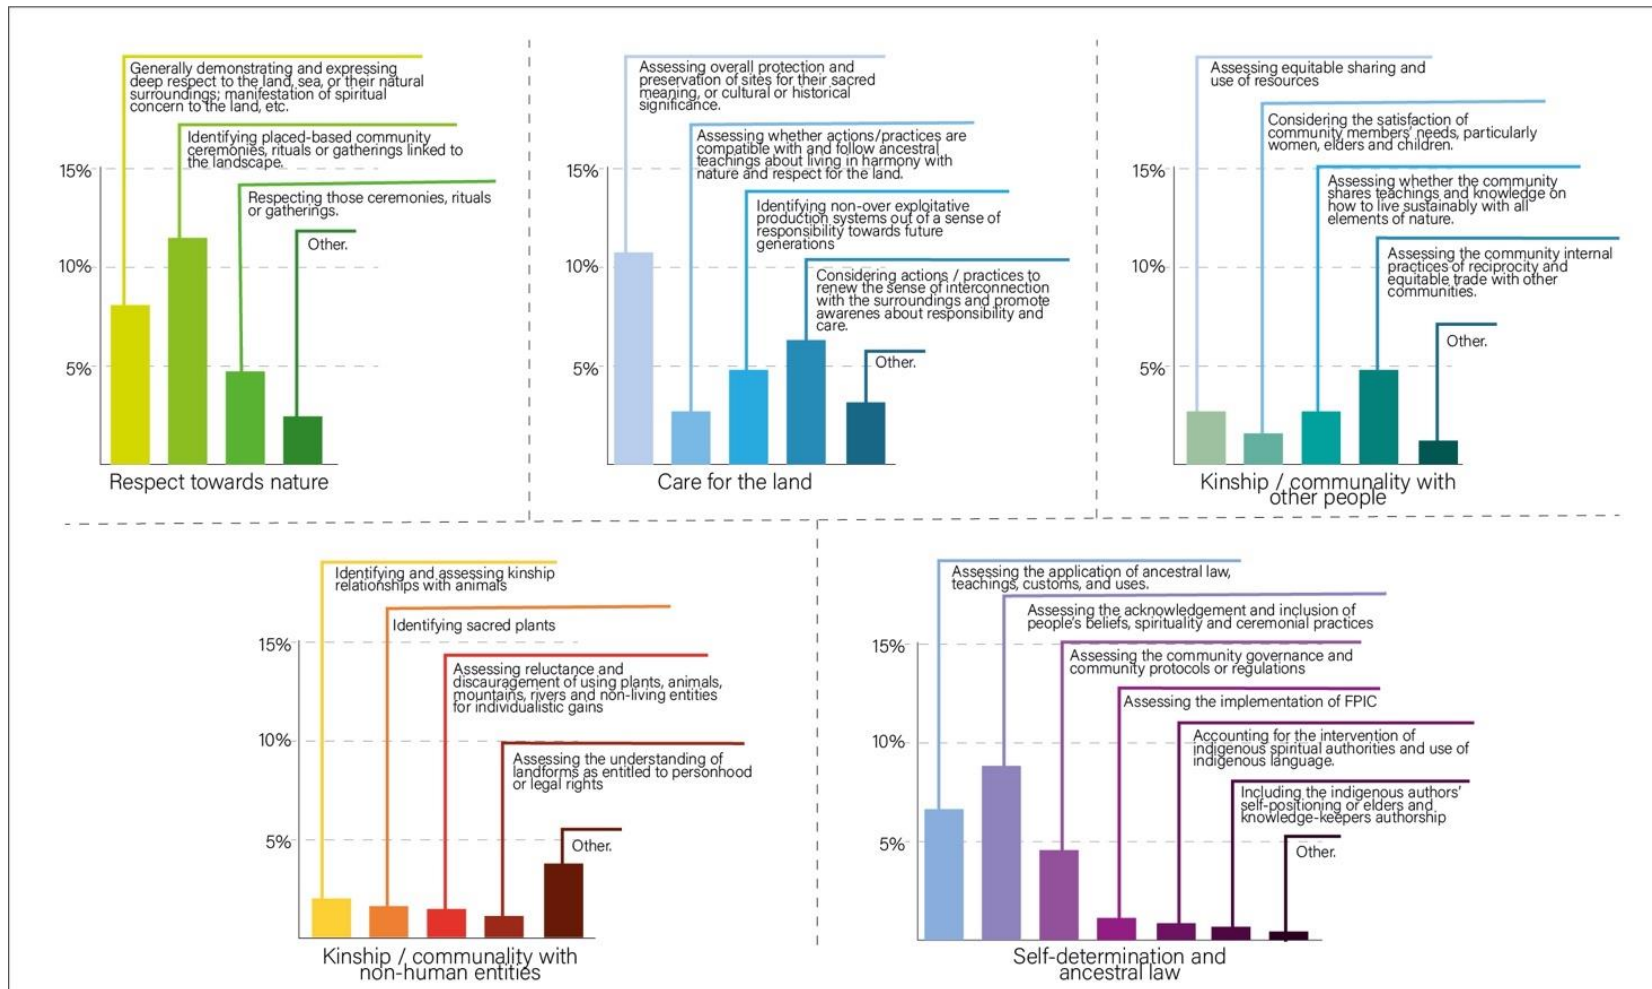 Generally demonstrating and expressing
deep respect to the land, sea, or their natural
surroundings; manifestation of spiritual
concern to the land, etc.
Identifying placed-based community
ceremonies, rituals or gatherings linked to
the landscape.
Respecting those ceremonies, rituals
or gatherings.
Other.
15%
10%
5%
Respect towards nature
Assessing overall protection and
preservation of sites for their sacred
meaning, or cultural or historical
significance.
Assessing whether actions/practices are
compatible with and follow ancestral
teachings about living in harmony with
nature and respect for the land.
Identifying non-over exploitative
production systems out of a sense of
responsibility towards future
generations
Considering actions / practices to
renew the sense of interconnection
with the surroundings and promote
awarenes about responsibility and
care.
Other.
15%
10%
5%
Care for the land
Assessing equitable sharing and
use of resources
Considering the satisfaction of
community members' needs, particularly
women, elders and children.
Assessing whether the community
shares teachings and knowledge on
how to live sustainably with all
elements of nature.
Assessing the community internal
practices of reciprocity and
equitable trade with other
communities.
Other.
15%
10%
5%
Kinship / communality with
other people
Identifying and assessing kinship
relationships with animals
Identifying sacred plants
Assessing reluctance and
discouragement of using plants, animals,
mountains, rivers and non-living entities
for individualistic gains
Assessing the understanding of
landforms as entitled to personhood
or legal rights
Other.
15%
10%
5%
Kinship / communality with
non-human entities
Assessing the application of ancestral law,
teachings, customs, and uses.
Assessing the acknowledgement and inclusion of
people's beliefs, spirituality and ceremonial practices
Assessing the community governance and
community protocols or regulations
Assessing the implementation of FPIC
Accounting for the intervention of
indigenous spiritual authorities and use of
indigenous language.
Including the indigenous authors'
self-positioning or elders and
knowledge-keepers authorship
Other.
15%
10%
5%
Self-determination and
ancestral law